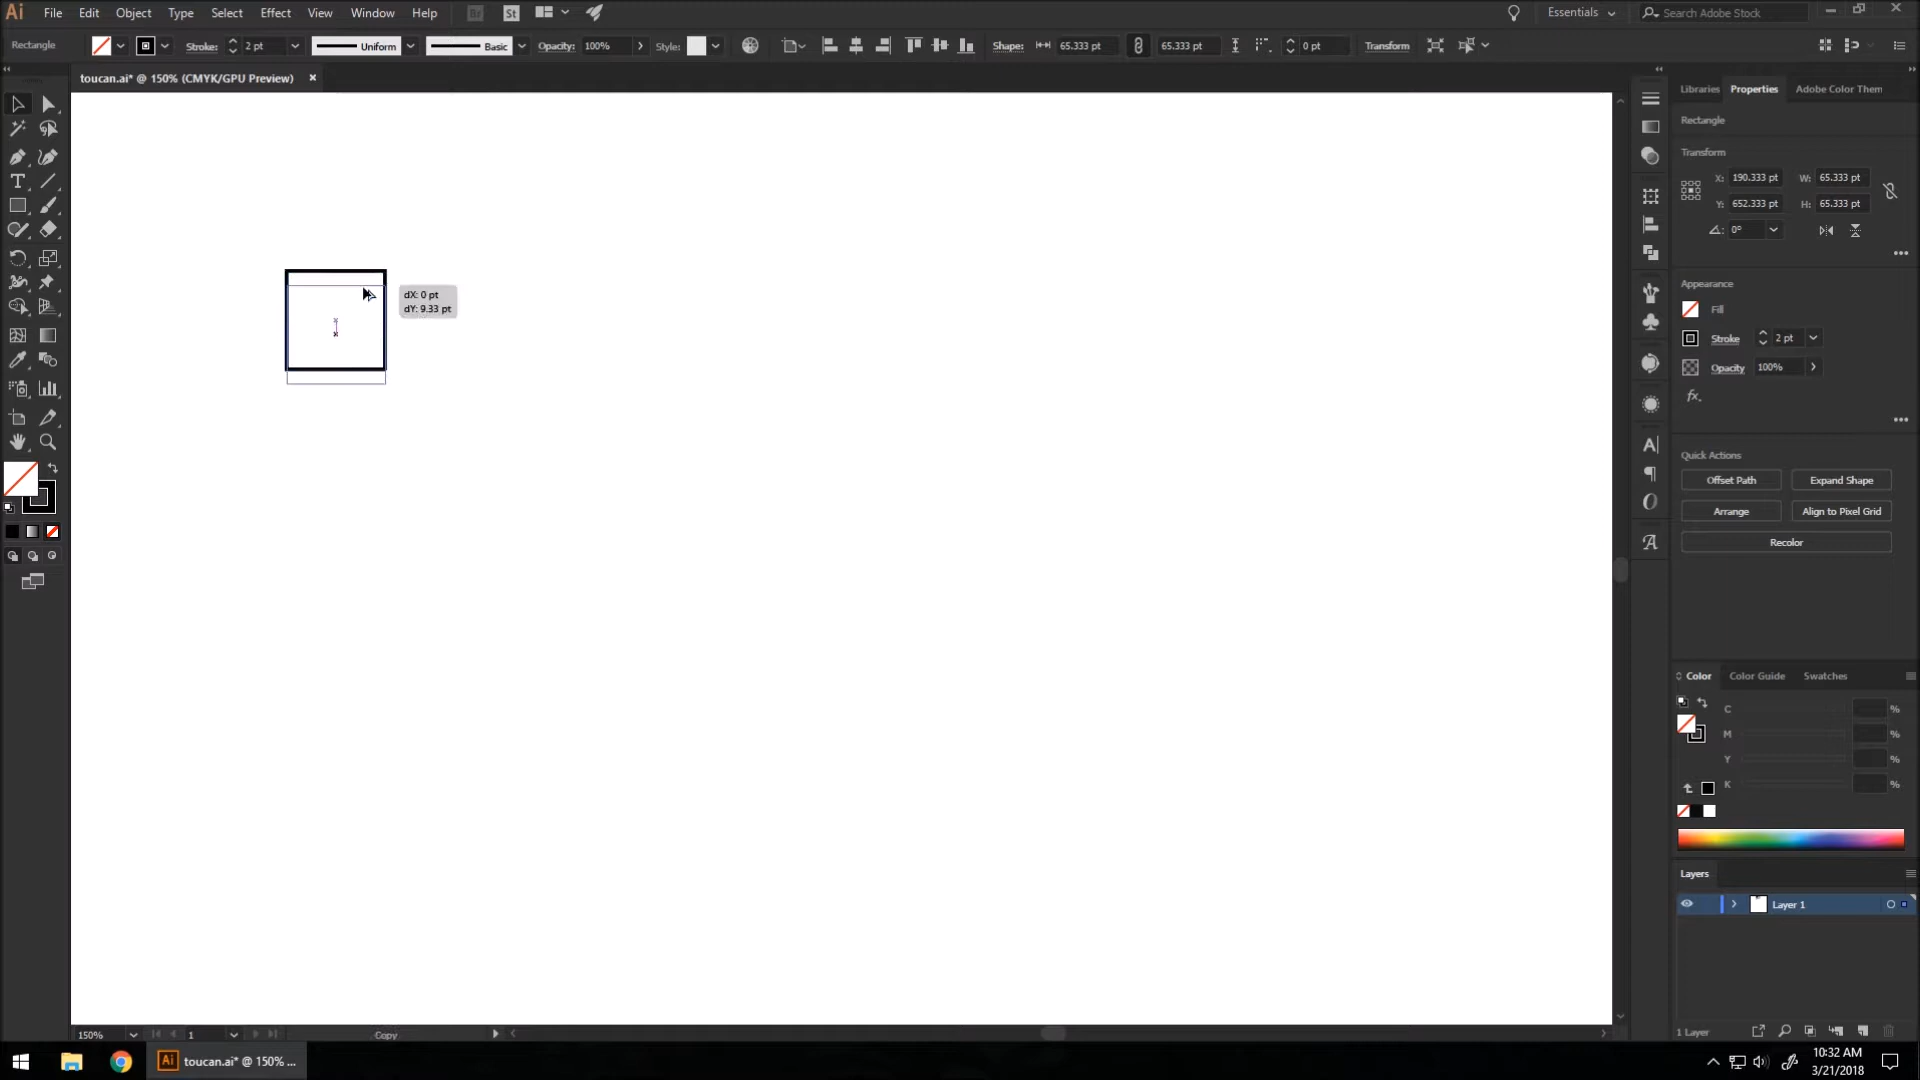 Ai File Edit Object Type Select Effect View Window Help Br St Essentials Search Adobe Stock
Rectangle Stroke: 2 pt Uniform Basic Opacity: 100% Style: Shape: 65.333 pt 65.333 pt 0 pt Transform
toucan.ai* @ 150% (CMYK/GPU Preview)
Libraries Properties Adobe Color Them
Rectangle
Transform
X: 190.333 pt W: 65.333 pt
Y: 652.333 pt H: 65.333 pt
0°
dX: 0 pt
dY: 9.33 pt
Appearance
Fill
Stroke 2 pt
Opacity 100%
fx.
Quick Actions
Offset Path Expand Shape
Arrange Align to Pixel Grid
Recolor
Color Color Guide Swatches
C %
M %
Y %
K %
Layers
Layer 1
1 Layer
150% 1 Copy
Ai toucan.ai* @ 150% ...
10:32 AM
3/21/2018